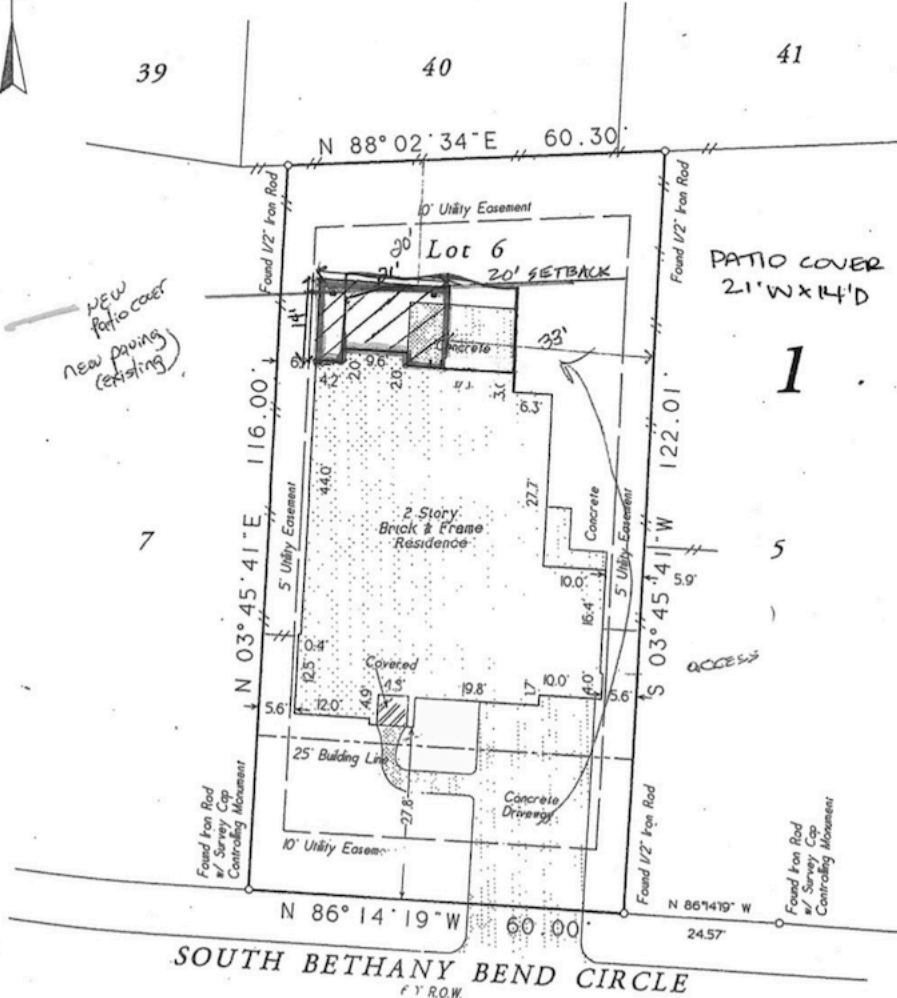 39
40
41
N 88° 02' 34" E 60.30'
Found 1/2" Iron Rod
Found 1/2" Iron Rod
10' Utility Easement
20'
Lot 6
21'
20' SETBACK
PATIO COVER
21'W X 14'D
NEW
Patio cover
new paving
(existing)
14'
Concrete
33'
1
4.2'
2.0'
9.6'
2.0'
3.0'
6.3'
116.00'
122.01'
44.0'
27.7'
2 Story
Brick & Frame
Residence
Concrete
7
5
5' Utility Easement
5' Utility Easement
N 03° 45' 41" E
S 03° 45' 41" W
10.0'
5.9'
16.4'
0.4'
12.5'
Covered
access
4.9'
4.3'
19.8'
1.7'
10.0'
4.0'
5.6'
5.6'
12.0'
25' Building Line
27.8'
Concrete
Driveway
10' Utility Easem
Found Iron Rod
w/ Survey Cap
Controlling Monument
Found 1/2" Iron Rod
Found Iron Rod
w/ Survey Cap
Controlling Monument
N 86° 14' 19" W 60.00'
N 86°14'19" W
24.57'
SOUTH BETHANY BEND CIRCLE
R.O.W.